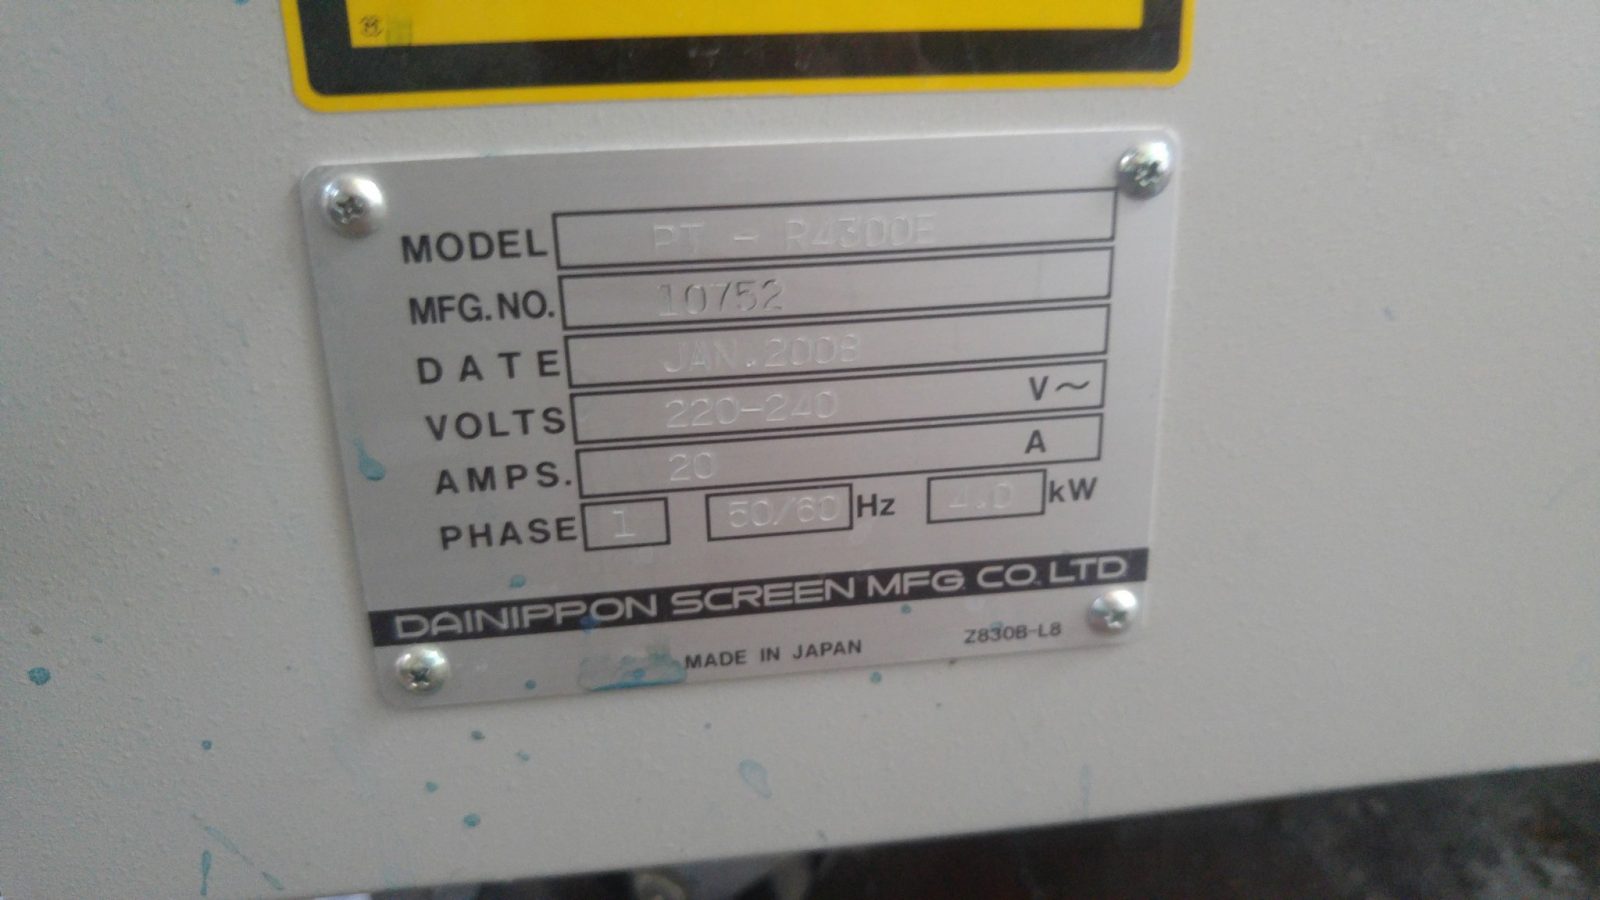 MODEL PT - R4300E
MFG.NO. 10752
DATE JAN.2008
VOLTS 220-240 V~
AMPS. 20 A
PHASE 1 50/60 Hz 4.0 kW
DAINIPPON SCREEN MFG. CO. LTD
MADE IN JAPAN Z830B-L8